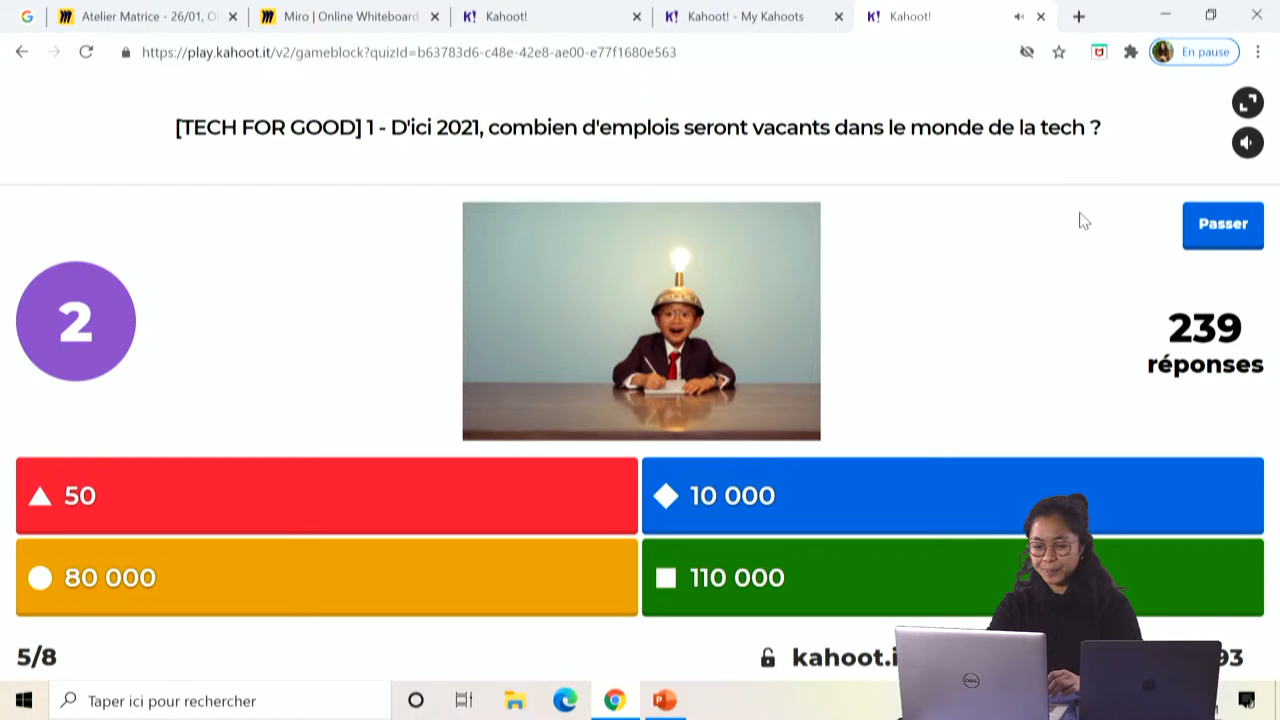 Atelier Matrice - 26/01, O
Miro | Online Whiteboard
K! Kahoot!
K! Kahoot! - My Kahoots
K! Kahoot!
https://play.kahoot.it/v2/gameblock?quizId=b63783d6-c48e-42e8-ae00-e77f1680e563
En pause
[TECH FOR GOOD] 1 - D'ici 2021, combien d'emplois seront vacants dans le monde de la tech ?
Passer
2
239
réponses
50
10 000
80 000
110 000
5/8
kahoot.i
93
Taper ici pour rechercher
DELL